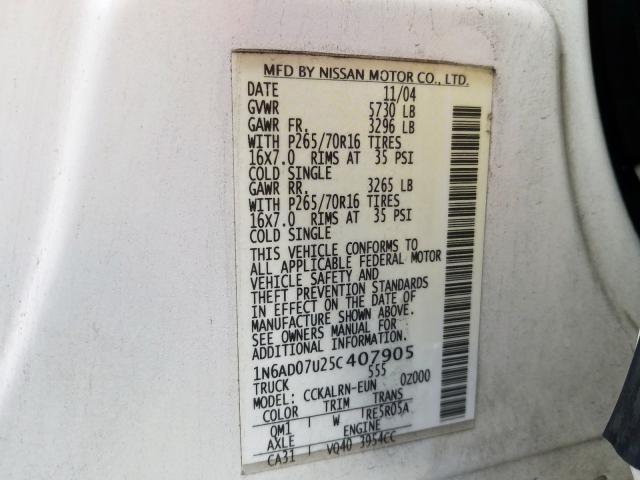 MFD BY NISSAN MOTOR CO., LTD.
DATE 11/04
GVWR 5730 LB
GAWR FR. 3296 LB
WITH P265/70R16 TIRES
16X7.0 RIMS AT 35 PSI
COLD SINGLE
GAWR RR. 3265 LB
WITH P265/70R16 TIRES
16X7.0 RIMS AT 35 PSI
COLD SINGLE
THIS VEHICLE CONFORMS TO
ALL APPLICABLE FEDERAL MOTOR
VEHICLE SAFETY AND
THEFT PREVENTION STANDARDS
IN EFFECT ON THE DATE OF
MANUFACTURE SHOWN ABOVE.
SEE OWNERS MANUAL FOR
ADDITIONAL INFORMATION.
1N6AD07U25C407905
TRUCK 555
MODEL: CCKALRN-EUN 0Z000
COLOR TRIM TRANS
QM1 W RE5R05A
AXLE ENGINE
CA31 VQ40 3954CC